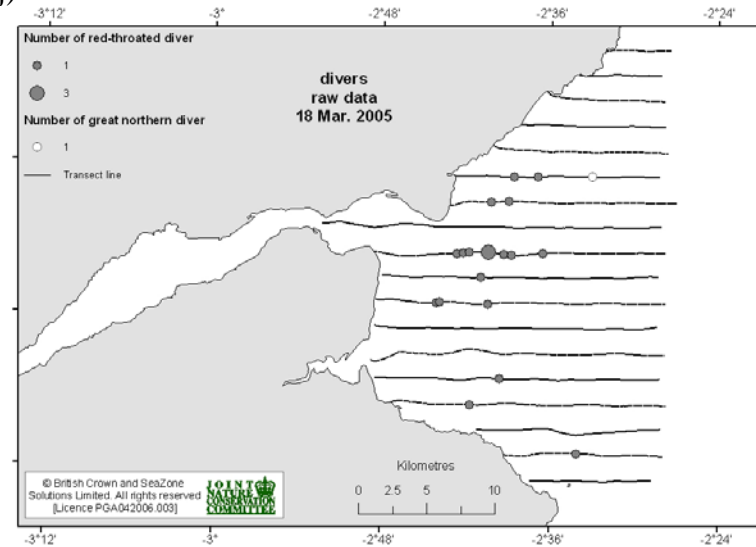 -3°12' -3° -2°48' -2°36' -2°24'
Number of red-throated diver
1
3
Number of great northern diver
1
Transect line
divers
raw data
18 Mar. 2005
Kilometres
0 2.5 5 10
© British Crown and SeaZone
Solutions Limited. All rights reserved
[Licence PGA042006.003]
JOINT
NATURE
CONSERVATION
COMMITTEE
-3°12' -3° -2°48' -2°36' -2°24'